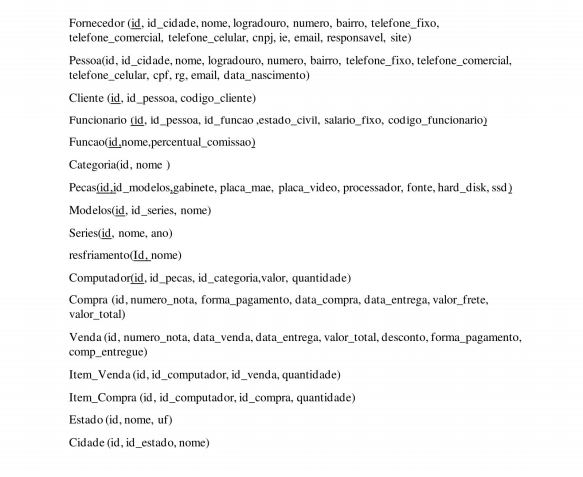 Fornecedor (id, id_cidade, nome, logradouro, numero, bairro, telefone_fixo,
telefone_comercial, telefone_celular, cnpj, ie, email, responsavel, site)
Pessoa(id, id_cidade, nome, logradouro, numero, bairro, telefone_fixo, telefone_comercial,
telefone_celular, cpf, rg, email, data_nascimento)
Cliente (id, id_pessoa, codigo_cliente)
Funcionario (id, id_pessoa, id_funcao ,estado_civil, salario_fixo, codigo_funcionario)
Funcao(id,nome,percentual_comissao)
Categoria(id, nome )
Pecas(id,id_modelos,gabinete, placa_mae, placa_video, processador, fonte, hard_disk, ssd)
Modelos(id, id_series, nome)
Series(id, nome, ano)
resfriamento(Id, nome)
Computador(id, id_pecas, id_categoria,valor, quantidade)
Compra (id, numero_nota, forma_pagamento, data_compra, data_entrega, valor_frete,
valor_total)
Venda (id, numero_nota, data_venda, data_entrega, valor_total, desconto, forma_pagamento,
comp_entregue)
Item_Venda (id, id_computador, id_venda, quantidade)
Item_Compra (id, id_computador, id_compra, quantidade)
Estado (id, nome, uf)
Cidade (id, id_estado, nome)